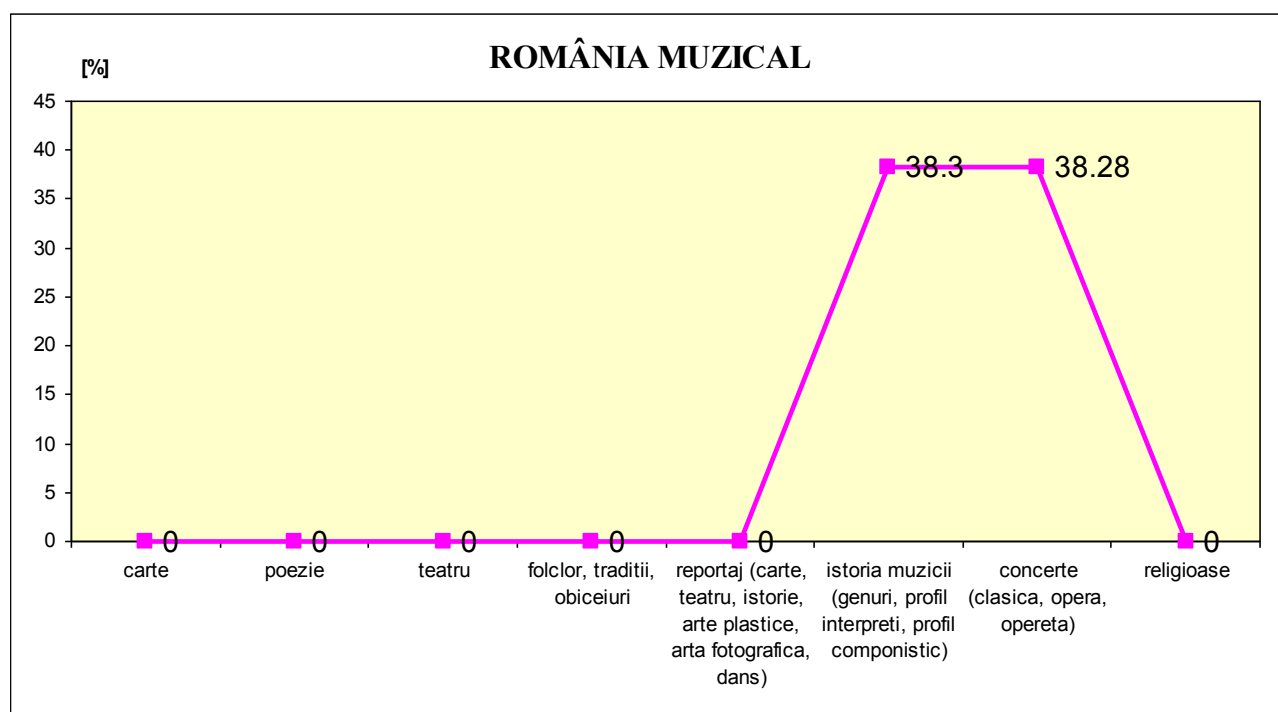 ROMÂNIA MUZICAL
[%]
45
40
35
30
25
20
15
10
5
0
38.3
38.28
0
0
0
0
0
0
carte
poezie
teatru
folclor, traditii,
obiceiuri
reportaj (carte,
teatru, istorie,
arte plastice,
arta fotografica,
dans)
istoria muzicii
(genuri, profil
interpreti, profil
componistic)
concerte
(clasica, opera,
opereta)
religioase